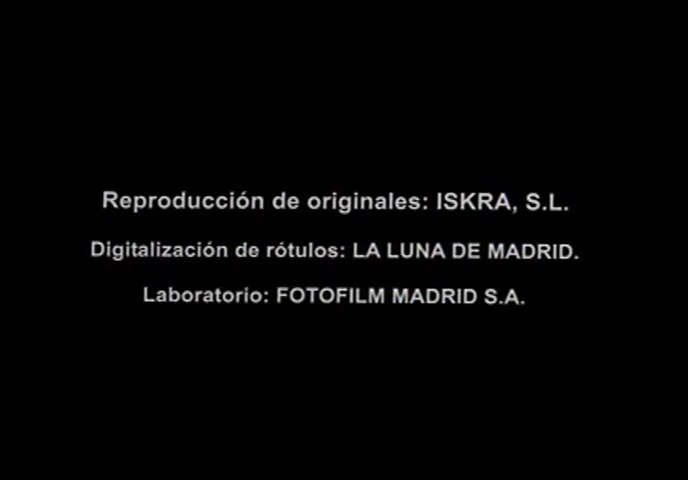 Reproducción de originales: ISKRA, S.L.
Digitalización de rótulos: LA LUNA DE MADRID.
Laboratorio: FOTOFILM MADRID S.A.